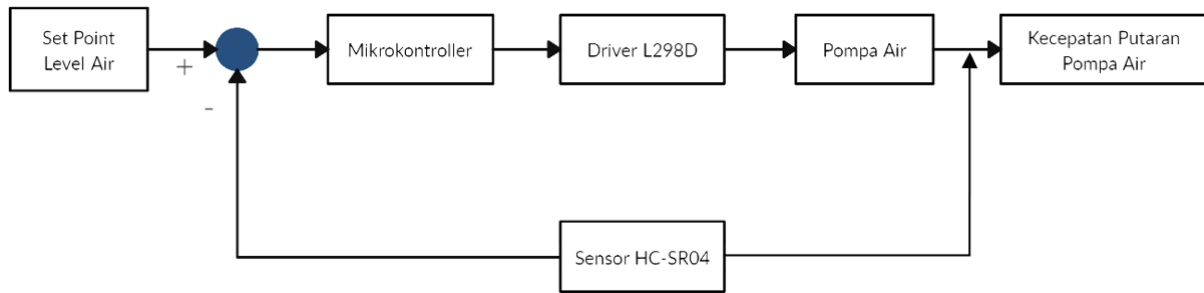 Set Point
Level Air
+
-
Mikrokontroller
Driver L298D
Pompa Air
Kecepatan Putaran
Pompa Air
Sensor HC-SR04